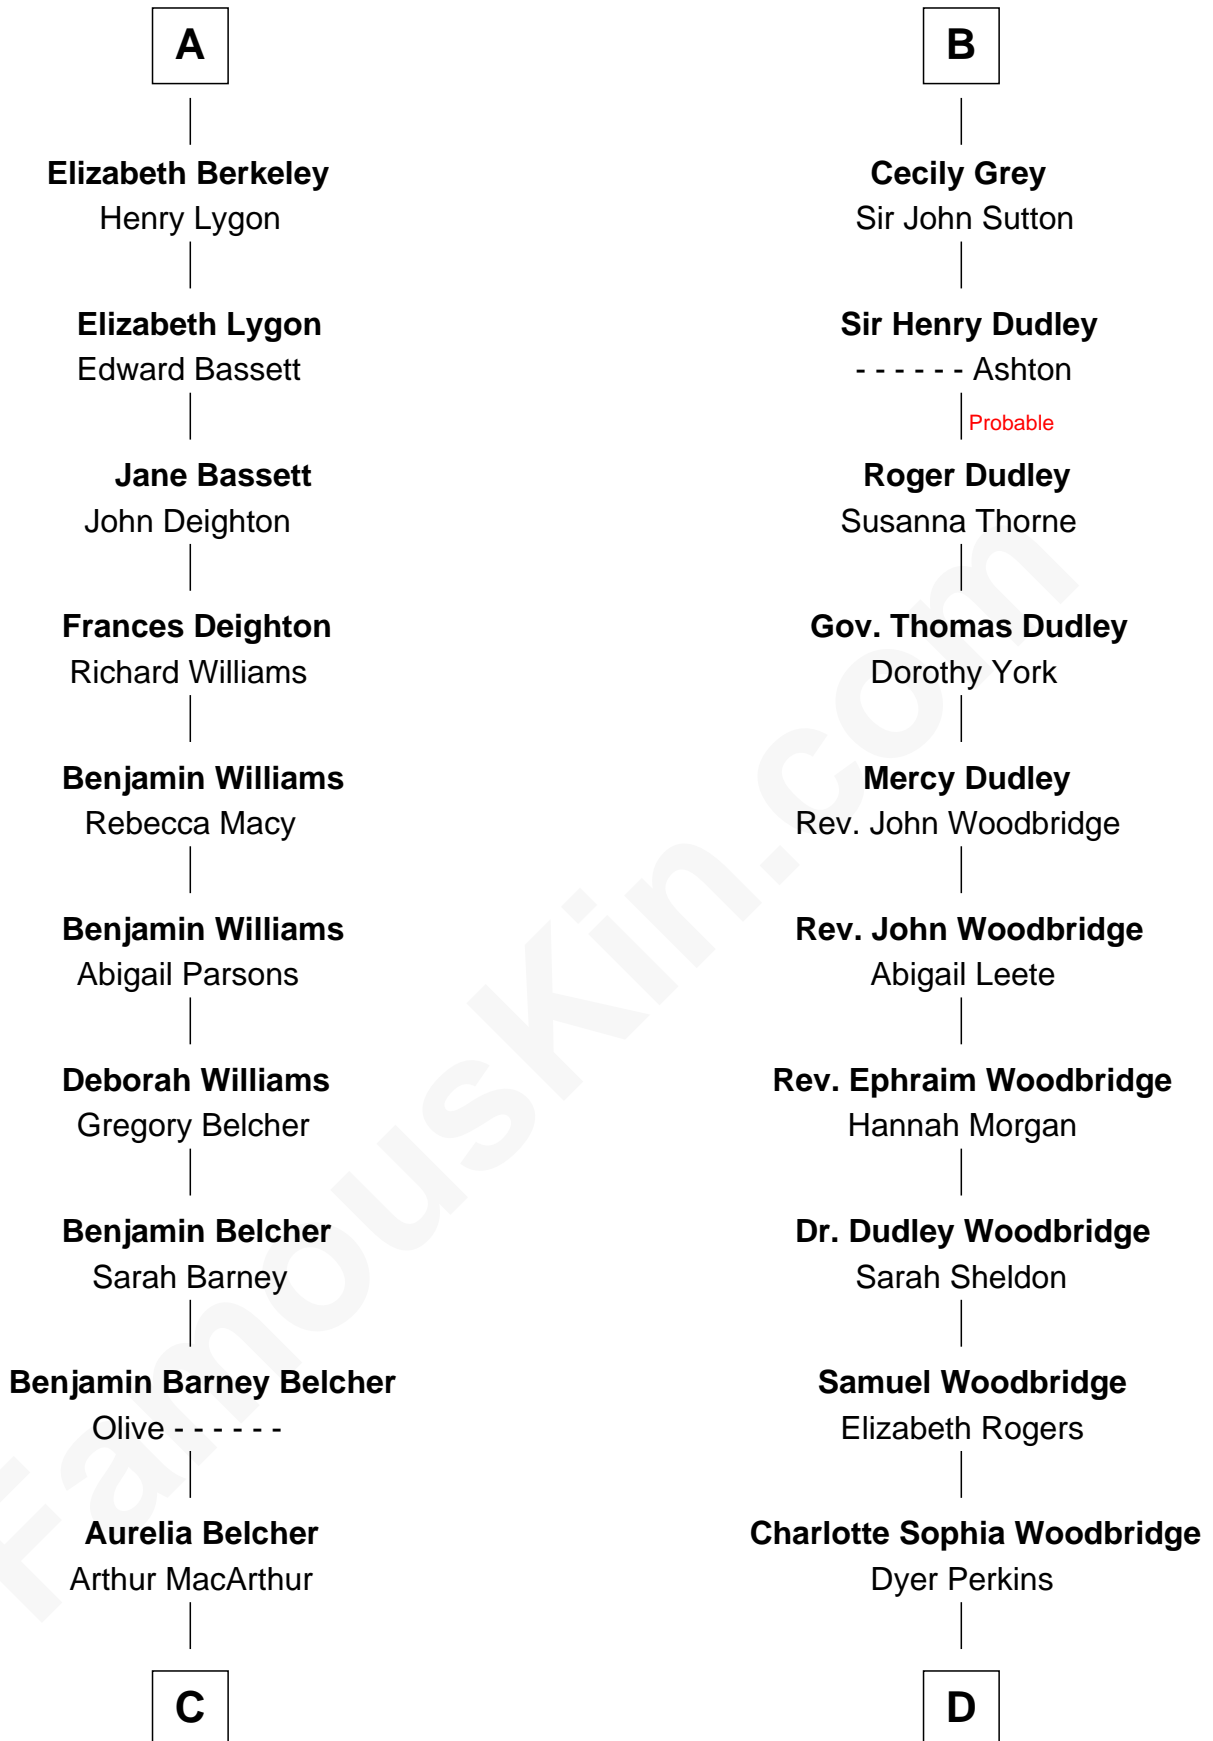 A
Elizabeth Berkeley
Henry Lygon
Elizabeth Lygon
Edward Bassett
Jane Bassett
John Deighton
Frances Deighton
Richard Williams
Benjamin Williams
Rebecca Macy
Benjamin Williams
Abigail Parsons
Deborah Williams
Gregory Belcher
Benjamin Belcher
Sarah Barney
Benjamin Barney Belcher
Olive - - - - - -
Aurelia Belcher
Arthur MacArthur
C
B
Cecily Grey
Sir John Sutton
Sir Henry Dudley
- - - - - - Ashton
Probable
Roger Dudley
Susanna Thorne
Gov. Thomas Dudley
Dorothy York
Mercy Dudley
Rev. John Woodbridge
Rev. John Woodbridge
Abigail Leete
Rev. Ephraim Woodbridge
Hannah Morgan
Dr. Dudley Woodbridge
Sarah Sheldon
Samuel Woodbridge
Elizabeth Rogers
Charlotte Sophia Woodbridge
Dyer Perkins
D
FamousKin.com